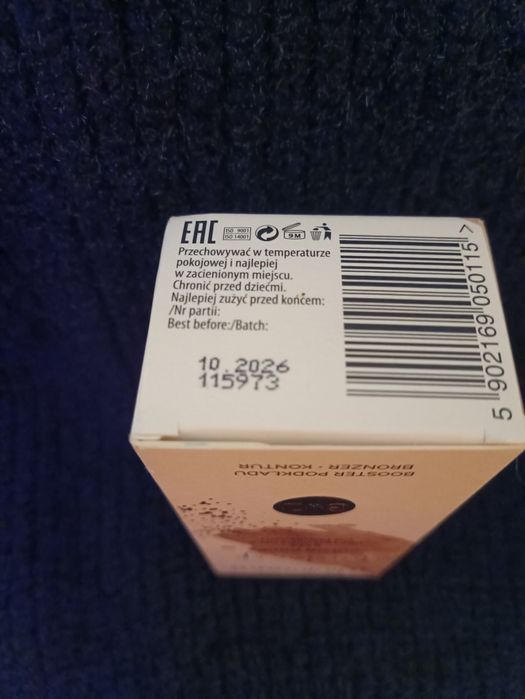 EAC
ISO 9001
ISO 14001
9M
Przechowywać w temperaturze
pokojowej i najlepiej
w zacienionym miejscu.
Chronić przed dziećmi.
Najlepiej zużyć przed końcem:
/Nr partii:
Best before:/Batch:
10.2026
115973
5 902169 050115 >
BOOSTER PODKŁADU
BRONZER - KONTUR